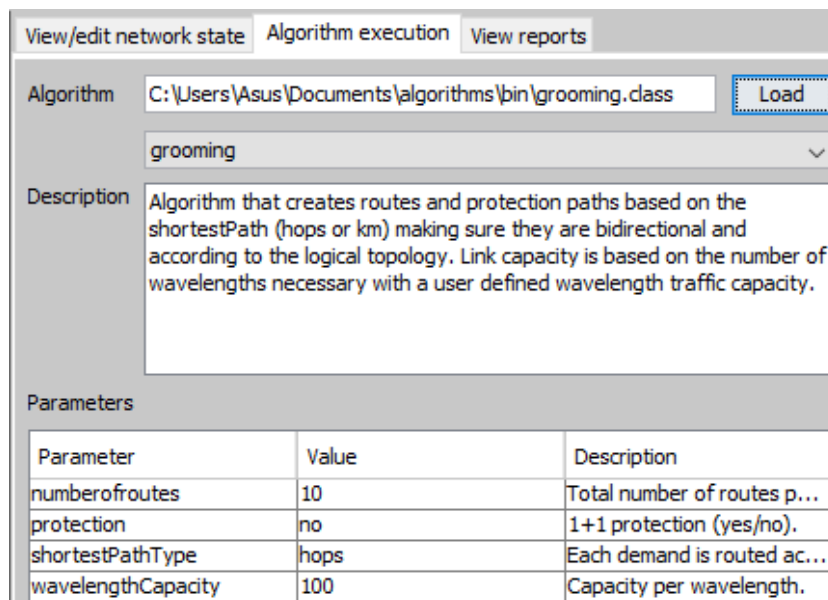 View/edit network state Algorithm execution View reports
Algorithm C:\Users\Asus\Documents\algorithms\bin\grooming.class Load
grooming
Description Algorithm that creates routes and protection paths based on the
shortestPath (hops or km) making sure they are bidirectional and
according to the logical topology. Link capacity is based on the number of
wavelengths necessary with a user defined wavelength traffic capacity.
Parameters
Parameter Value Description
numberofroutes 10 Total number of routes p...
protection no 1+1 protection (yes/no).
shortestPathType hops Each demand is routed ac...
wavelengthCapacity 100 Capacity per wavelength.